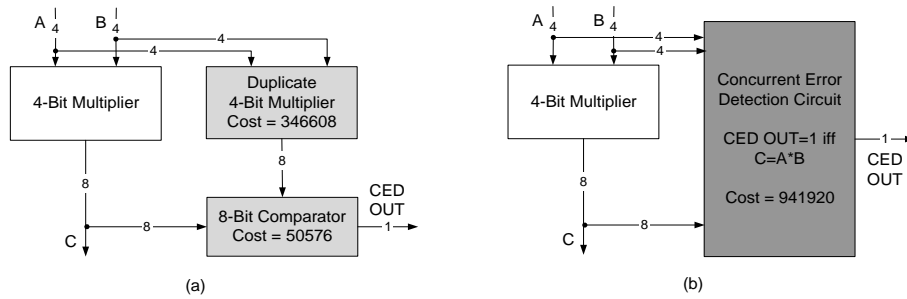 A
4
B
4
4
4
4-Bit Multiplier
Duplicate
4-Bit Multiplier
Cost = 346608
8
8
8-Bit Comparator
Cost = 50576
8
C
CED
OUT
1
(a)
A
4
B
4
4
4
4-Bit Multiplier
Concurrent Error
Detection Circuit
CED OUT=1 iff
C=A*B
Cost = 941920
1
CED
OUT
8
8
C
(b)